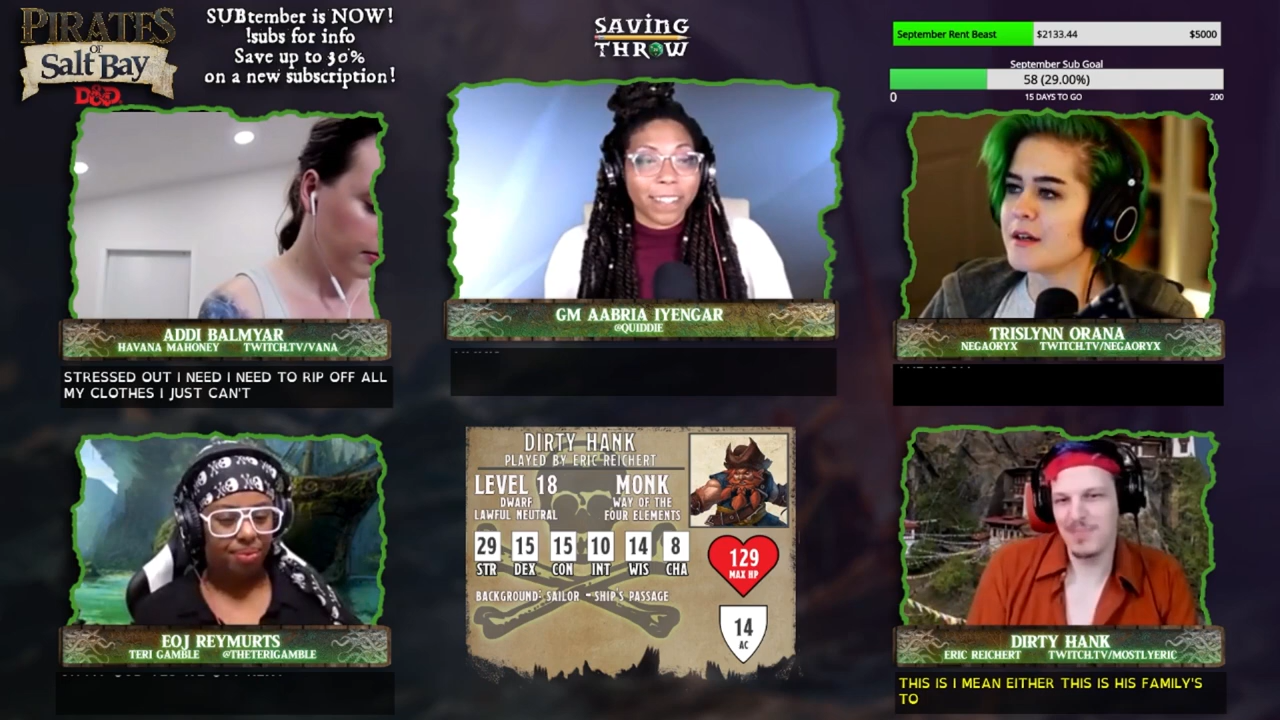 PIRATES
OF
Salt Bay
D&D
SUBtember is NOW!
!subs for info
Save up to 30%
on a new subscription!
SAVING
THROW
September Rent Beast $2133.44 $5000
September Sub Goal
58 (29.00%)
0 15 DAYS TO GO 200
ADDI BALMYAR
HAVANA MAHONEY TWITCH.TV/VANA
STRESSED OUT I NEED I NEED TO RIP OFF ALL
MY CLOTHES I JUST CAN'T
GM AABRIA IYENGAR
@QUIDDIE
TRISLYNN ORANA
NEGAORYX TWITCH.TV/NEGAORYX
EOJ REYMURTS
TERI GAMBLE @THETERIGAMBLE
DIRTY HANK
PLAYED BY ERIC REICHERT
LEVEL 18 MONK
DWARF WAY OF THE
LAWFUL NEUTRAL FOUR ELEMENTS
29 15 15 10 14 8
STR DEX CON INT WIS CHA
129
MAX HP
BACKGROUND: SAILOR - SHIP'S PASSAGE
14
AC
DIRTY HANK
ERIC REICHERT TWITCH.TV/MOSTLYERIC
THIS IS I MEAN EITHER THIS IS HIS FAMILY'S
TO